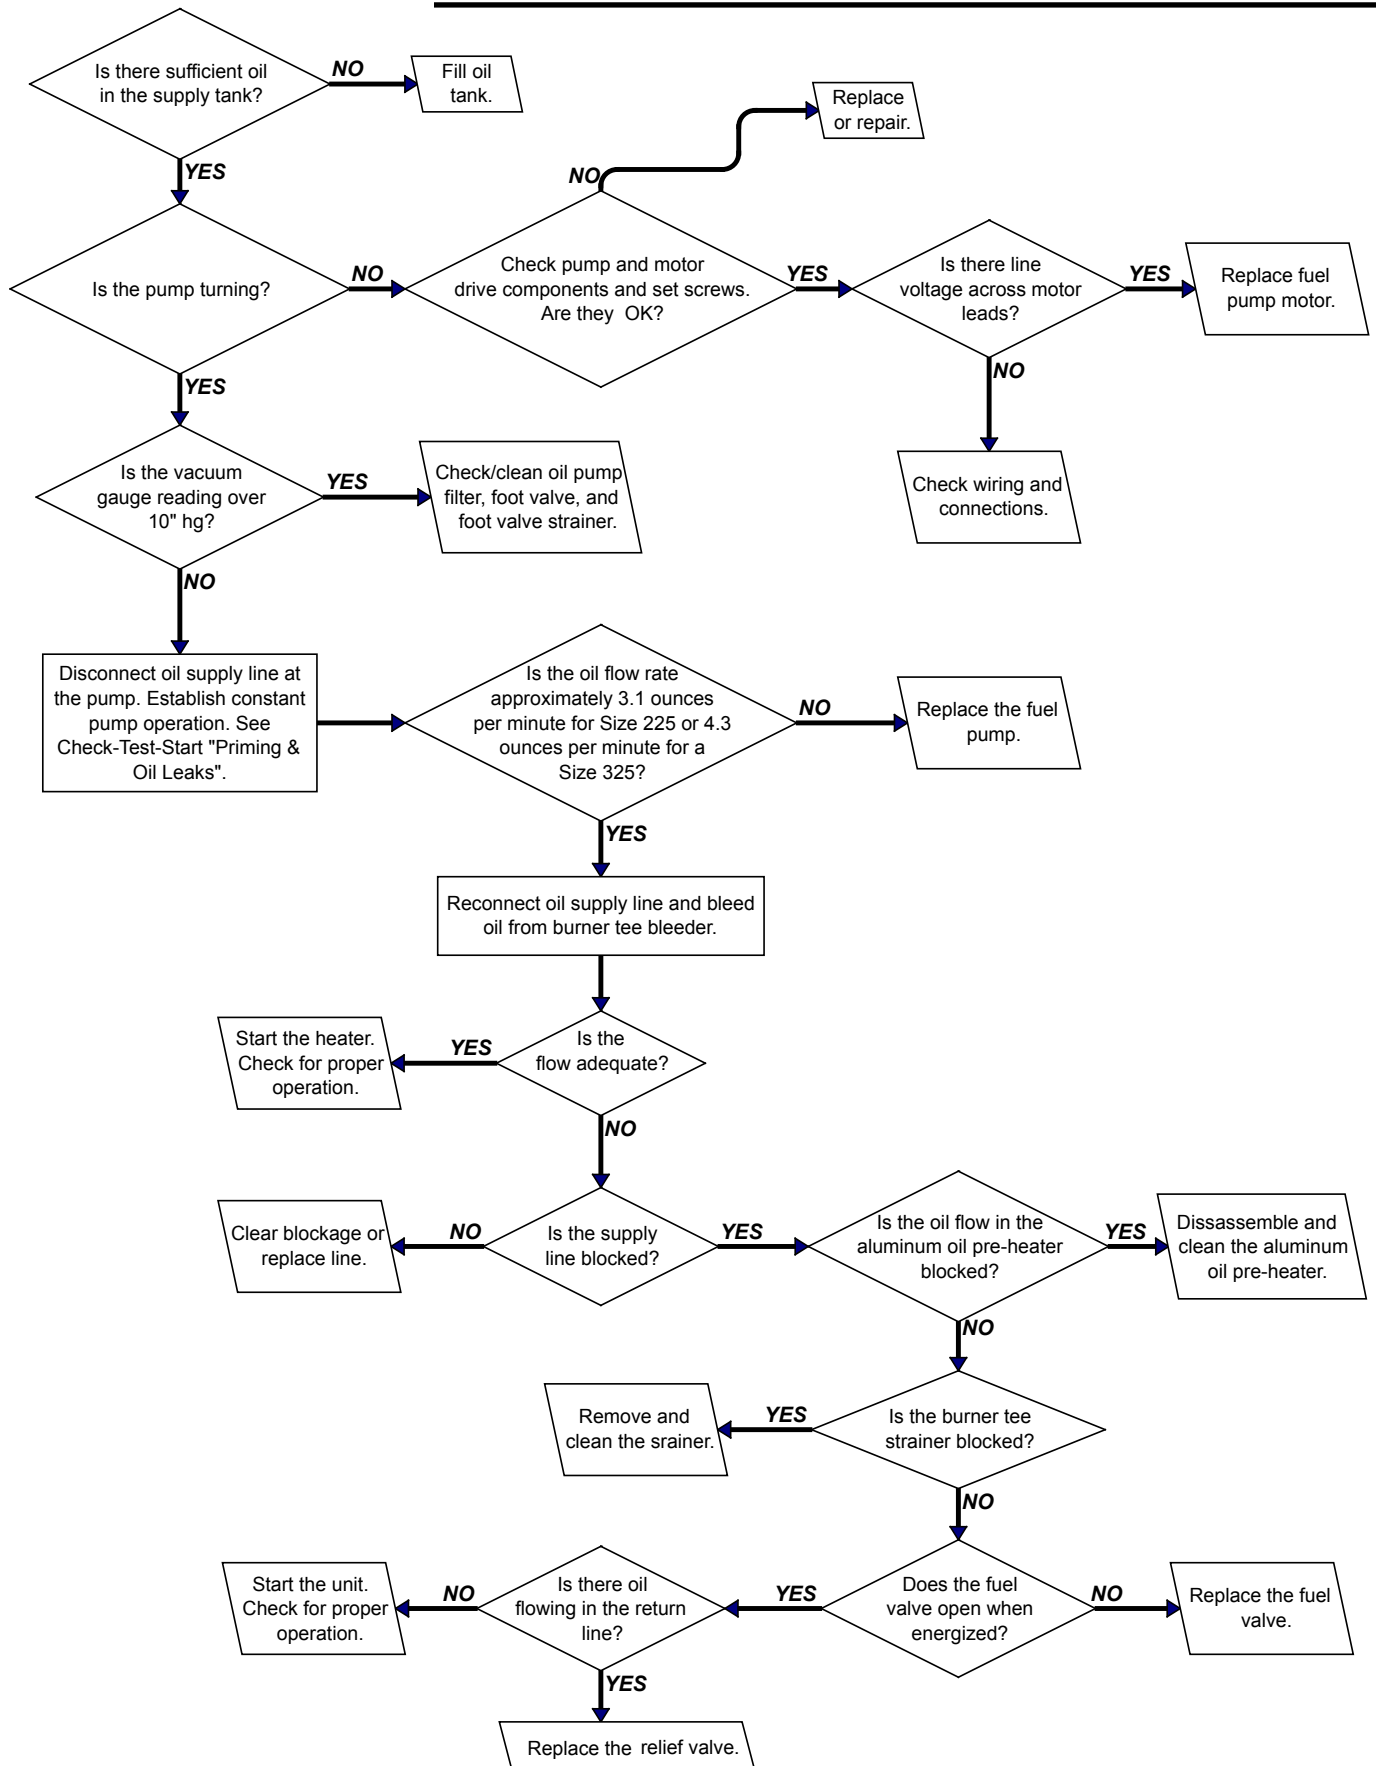 Is there sufficient oil
in the supply tank?
NO
Fill oil
tank.
YES
Replace
or repair.
NO
Is the pump turning?
NO
Check pump and motor
drive components and set screws.
Are they OK?
YES
Is there line
voltage across motor
leads?
YES
Replace fuel
pump motor.
NO
Check wiring and
connections.
YES
Is the vacuum
gauge reading over
10" hg?
YES
Check/clean oil pump
filter, foot valve, and
foot valve strainer.
NO
Disconnect oil supply line at
the pump. Establish constant
pump operation. See
Check-Test-Start "Priming &
Oil Leaks".
Is the oil flow rate
approximately 3.1 ounces
per minute for Size 225 or 4.3
ounces per minute for a
Size 325?
NO
Replace the fuel
pump.
YES
Reconnect oil supply line and bleed
oil from burner tee bleeder.
Is the
flow adequate?
YES
Start the heater.
Check for proper
operation.
NO
Is the supply
line blocked?
NO
Clear blockage or
replace line.
YES
Is the oil flow in the
aluminum oil pre-heater
blocked?
YES
Dissassemble and
clean the aluminum
oil pre-heater.
NO
Is the burner tee
strainer blocked?
YES
Remove and
clean the srainer.
NO
Does the fuel
valve open when
energized?
NO
Replace the fuel
valve.
YES
Is there oil
flowing in the return
line?
NO
Start the unit.
Check for proper
operation.
YES
Replace the relief valve.